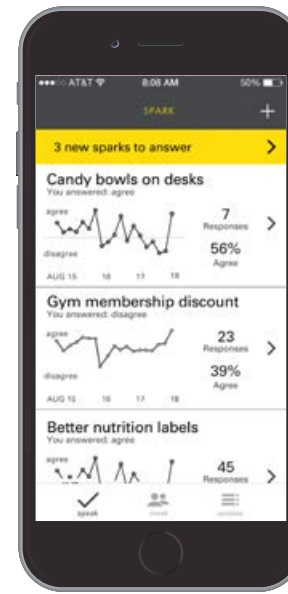 AT&T 8:08 AM 50%
SPARK
3 new sparks to answer
Candy bowls on desks
You answered: agree
agree
7
Responses
56%
Agree
disagree
AUG 15 16 17 18
Gym membership discount
You answered: disagree
agree
23
Responses
39%
Agree
disagree
AUG 15 16 17 18
Better nutrition labels
You answered: agree
agree
45
Responses
speak